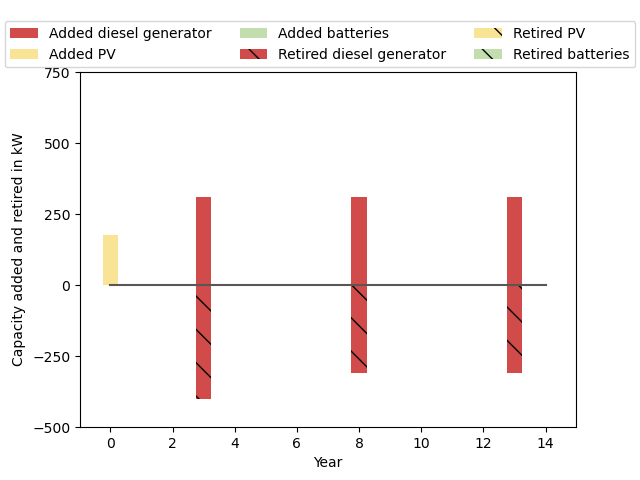 Added diesel generator
Added PV
Added batteries
Retired diesel generator
Retired PV
Retired batteries
Capacity added and retired in kW
750
500
250
0
−250
−500
0 2 4 6 8 10 12 14
Year